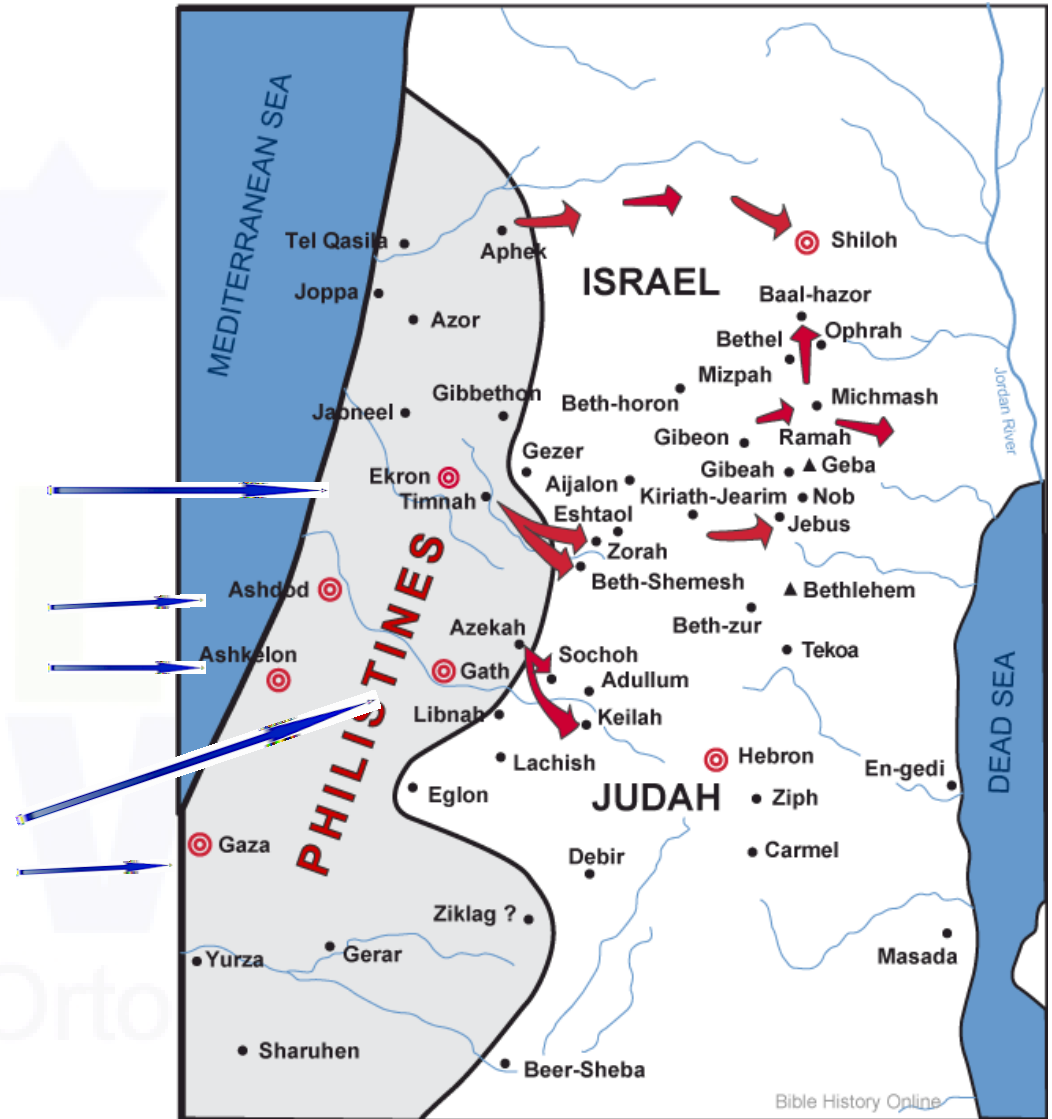 MEDITERRANEAN SEA
Tel Qasila
Aphek
Shiloh
ISRAEL
Joppa
Azor
Baal-hazor
Bethel
Ophrah
Mizpah
Gibbethon
Jabneel
Beth-horon
Michmash
Jordan River
Gibeon
Ramah
Gezer
Ekron
Aijalon
Gibeah
Geba
Timnah
Kiriath-Jearim
Nob
Eshtaol
Jebus
Zorah
Beth-Shemesh
Ashdod
Bethlehem
PHILISTINES
Azekah
Beth-zur
Ashkelon
Sochoh
Tekoa
Gath
Adullum
Libnah
Keilah
DEAD SEA
Lachish
Hebron
En-gedi
Eglon
JUDAH
Ziph
Gaza
Debir
Carmel
Ziklag ?
Yurza
Gerar
Masada
Orto
Sharuhen
Beer-Sheba
Bible History Online